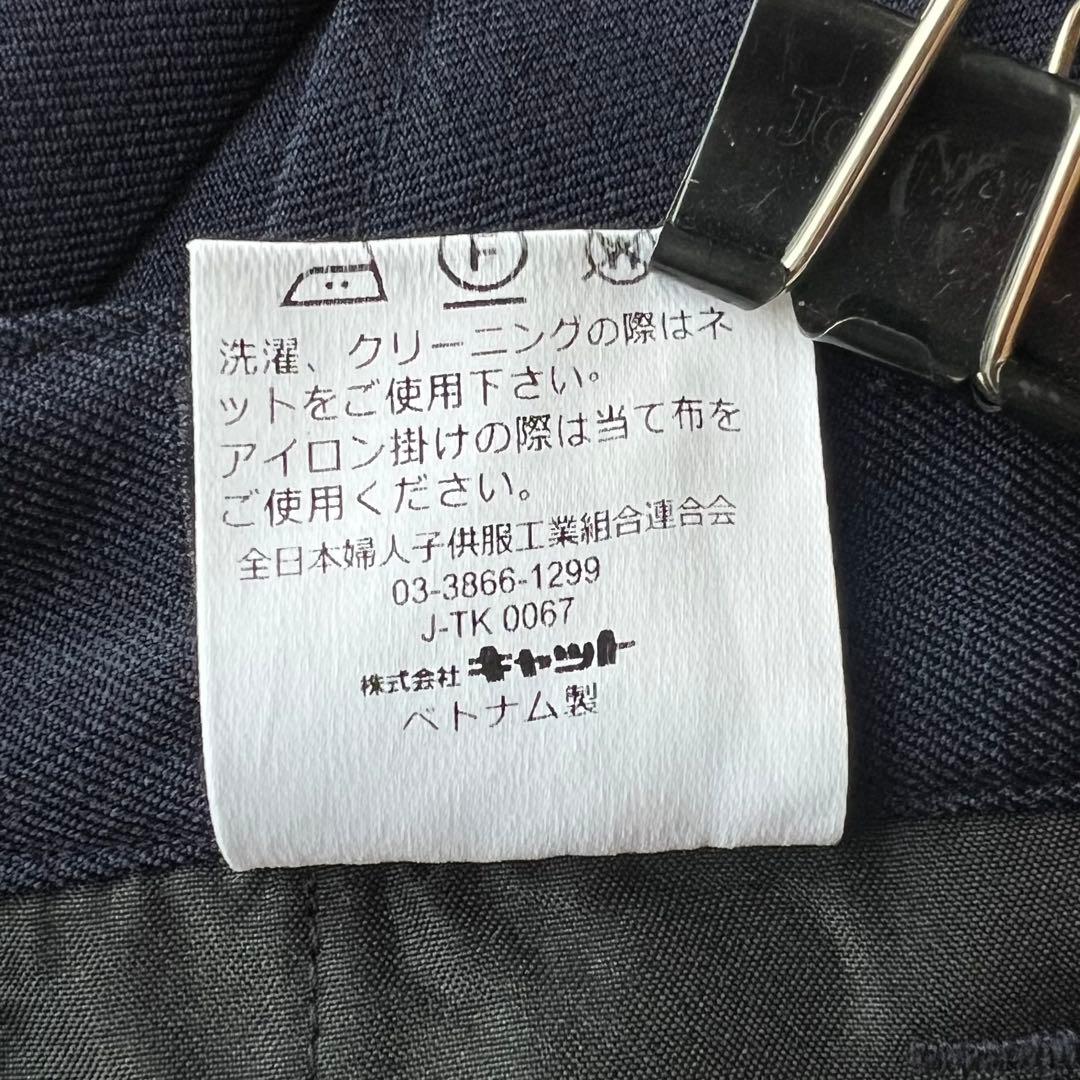 F W
洗濯、クリーニングの際はネ
ットをご使用下さい。
アイロン掛けの際は当て布を
ご使用ください。
全日本婦人子供服工業組合連合会
03-3866-1299
J-TK 0067
株式会社 キャット
ベトナム製